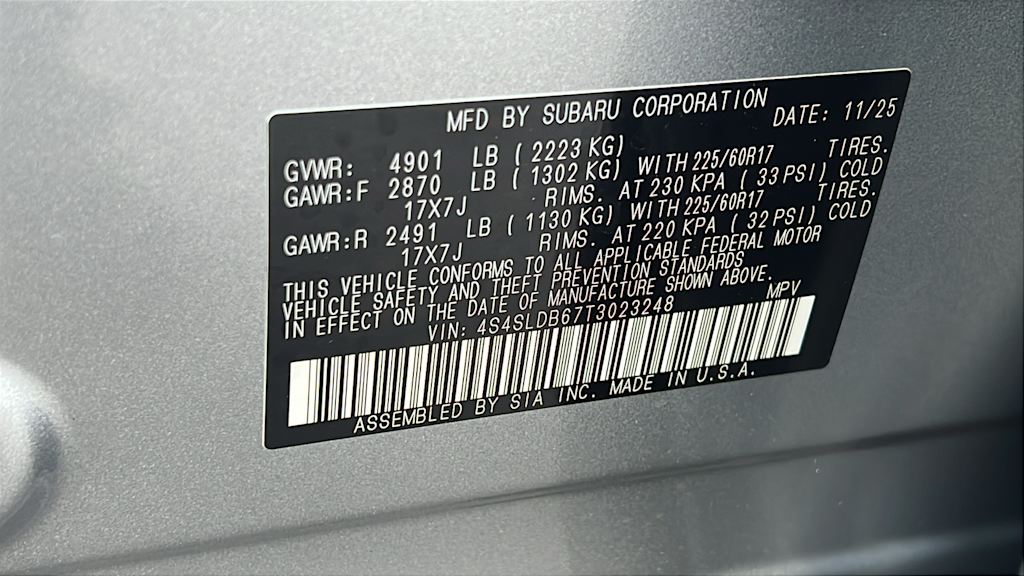 MFD BY SUBARU CORPORATION DATE: 11/25
GVWR: 4901 LB ( 2223 KG)
GAWR:F 2870 LB ( 1302 KG) WITH 225/60R17 TIRES.
17X7J RIMS. AT 230 KPA ( 33 PSI) COLD
GAWR:R 2491 LB ( 1130 KG) WITH 225/60R17 TIRES.
17X7J RIMS. AT 220 KPA ( 32 PSI) COLD
THIS VEHICLE CONFORMS TO ALL APPLICABLE FEDERAL MOTOR
VEHICLE SAFETY AND THEFT PREVENTION STANDARDS
IN EFFECT ON THE DATE OF MANUFACTURE SHOWN ABOVE.
VIN: 4S4SLDB67T3023248 MPV
ASSEMBLED BY SIA INC. MADE IN U.S.A.